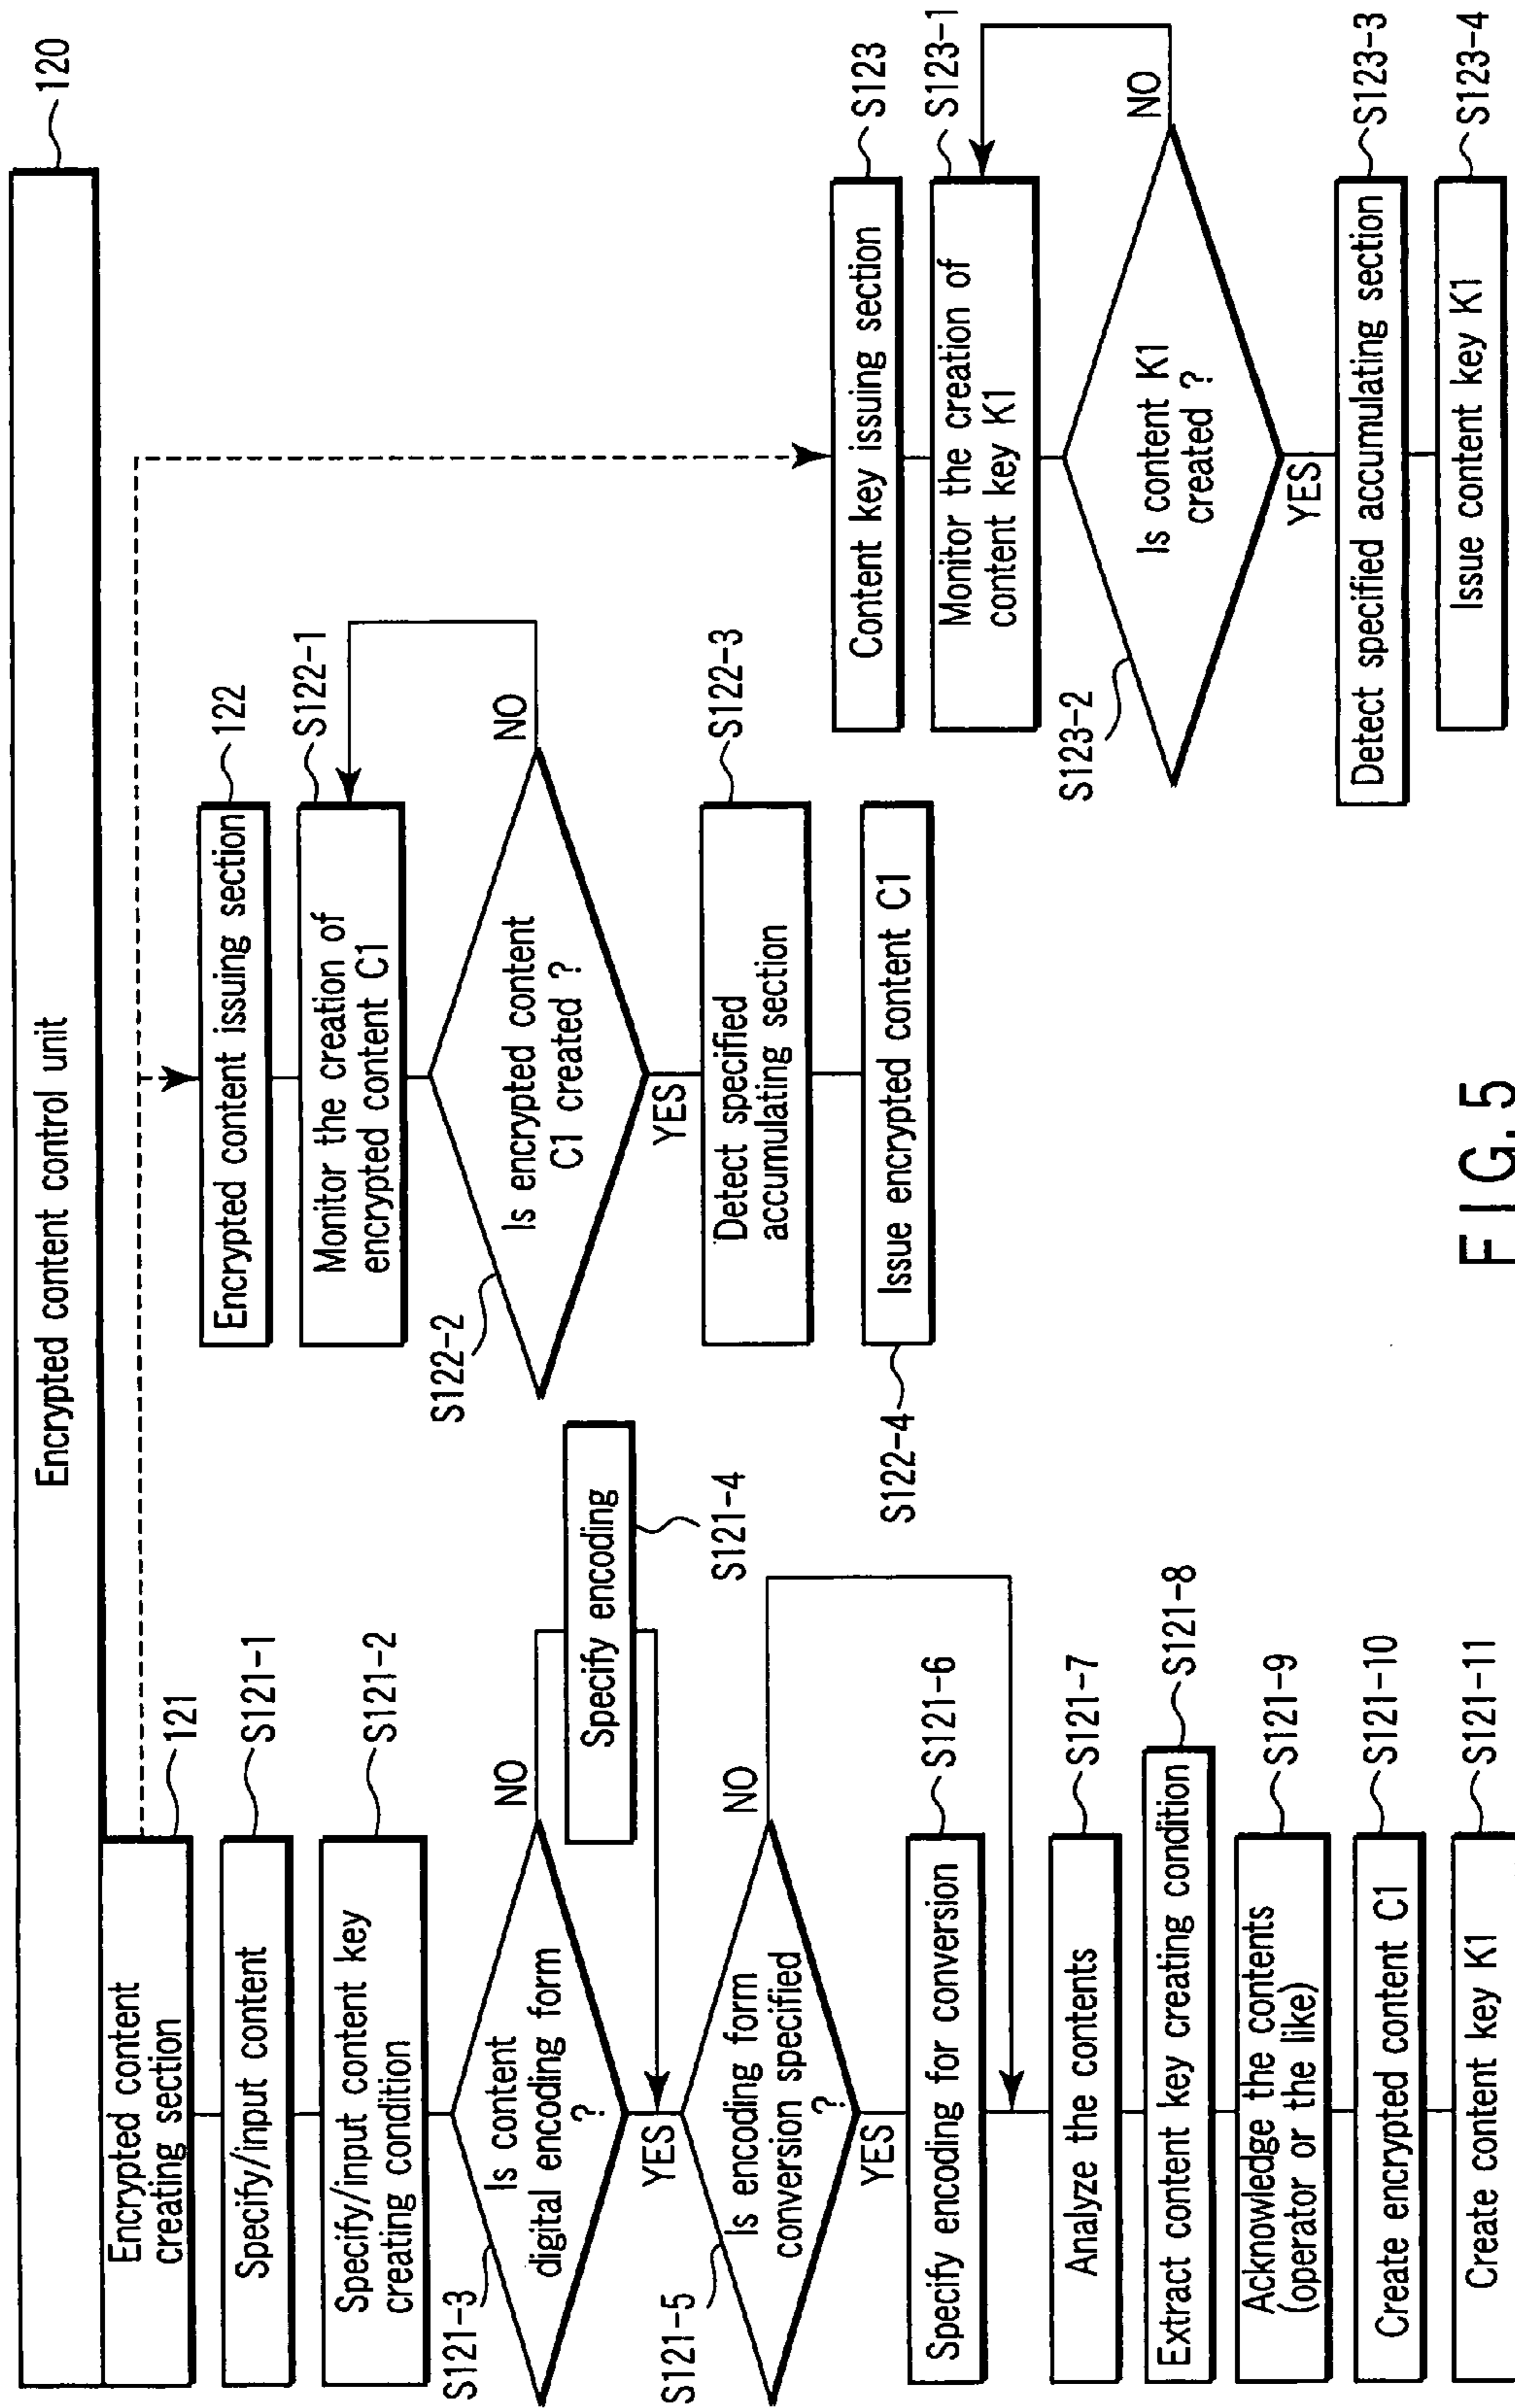 Encrypted content control unit
120
Encrypted content
creating section
121
Specify/input content
S121-1
Specify/input content key
creating condition
S121-2
Is content
digital encoding form
?
S121-3
NO
YES
Specify encoding
S121-4
Is encoding form
conversion specified
?
S121-5
NO
YES
Specify encoding for conversion
S121-6
Analyze the contents
S121-7
Extract content key creating condition
S121-8
Acknowledge the contents
(operator or the like)
S121-9
Create encrypted content C1
S121-10
Create content key K1
S121-11
Encrypted content issuing section
122
Monitor the creation of
encrypted content C1
S122-1
Is encrypted content
C1 created ?
S122-2
NO
YES
Detect specified
accumulating section
S122-3
Issue encrypted content C1
S122-4
Content key issuing section
S123
Monitor the creation of
content key K1
S123-1
Is content K1
created ?
S123-2
NO
YES
Detect specified accumulating section
S123-3
Issue content key K1
S123-4
FIG. 5